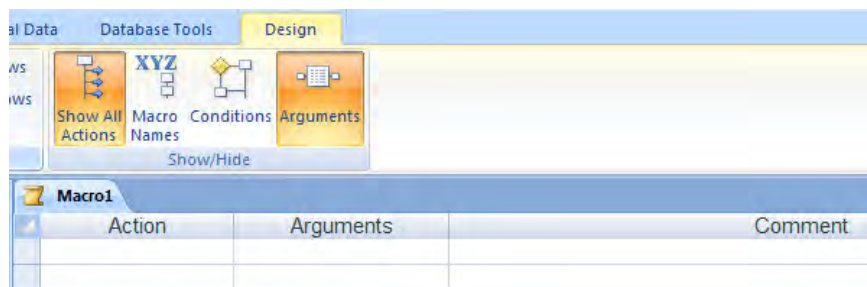 al Data Database Tools Design
ws
ows
XYZ
Show All Actions
Macro Names
Conditions
Arguments
Show/Hide
Macro1
Action Arguments Comment